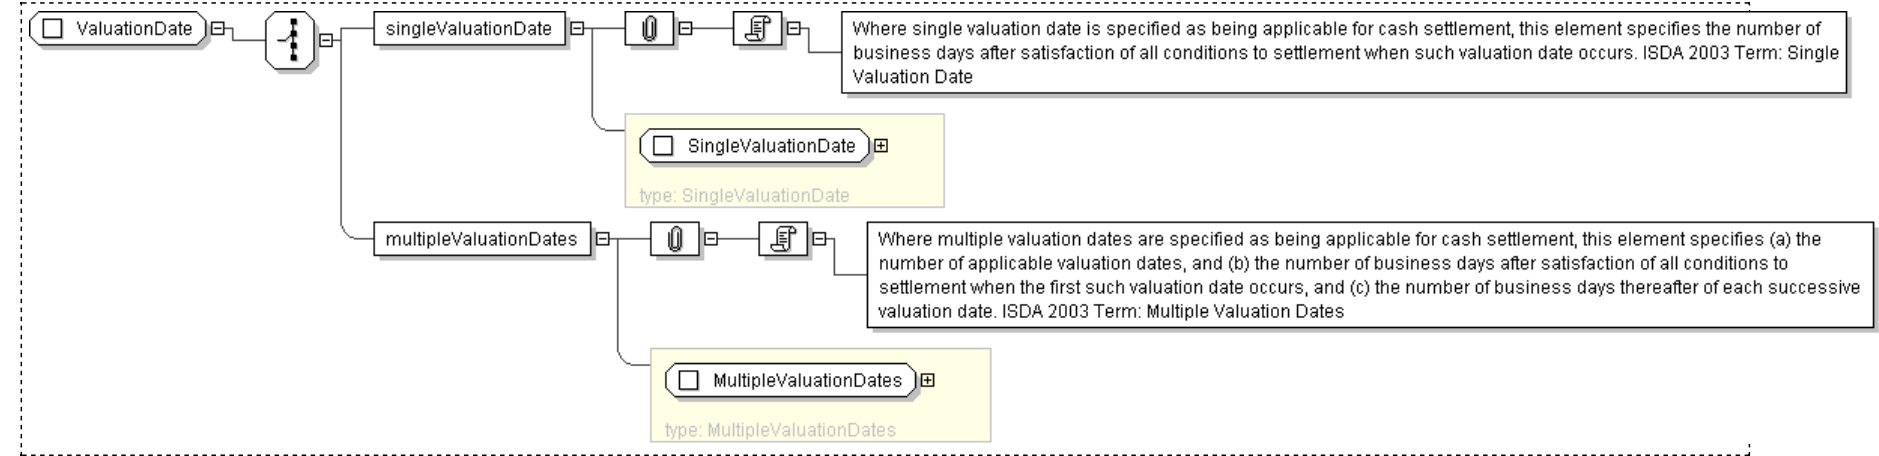 ValuationDate
singleValuationDate
Where single valuation date is specified as being applicable for cash settlement, this element specifies the number of
business days after satisfaction of all conditions to settlement when such valuation date occurs. ISDA 2003 Term: Single
Valuation Date
SingleValuationDate
type: SingleValuationDate
multipleValuationDates
Where multiple valuation dates are specified as being applicable for cash settlement, this element specifies (a) the
number of applicable valuation dates, and (b) the number of business days after satisfaction of all conditions to
settlement when the first such valuation date occurs, and (c) the number of business days thereafter of each successive
valuation date. ISDA 2003 Term: Multiple Valuation Dates
MultipleValuationDates
type: MultipleValuationDates